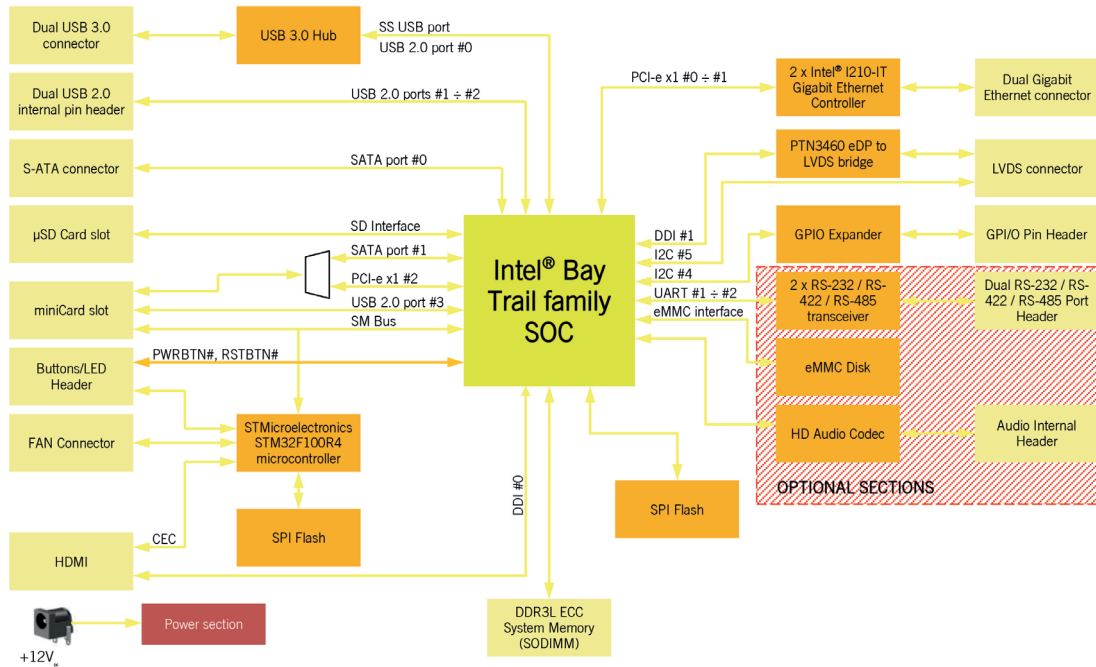 Dual USB 3.0
connector
USB 3.0 Hub
SS USB port
USB 2.0 port #0
Dual USB 2.0
internal pin header
USB 2.0 ports #1 ÷ #2
S-ATA connector
SATA port #0
µSD Card slot
SD Interface
SATA port #1
PCI-e x1 #2
miniCard slot
USB 2.0 port #3
SM Bus
Buttons/LED
Header
PWRBTN#, RSTBTN#
FAN Connector
STMicroelectronics
STM32F100R4
microcontroller
SPI Flash
CEC
HDMI
DDI #0
+12V
Power section
Intel® Bay
Trail family
SOC
DDR3L ECC
System Memory
(SODIMM)
SPI Flash
PCI-e x1 #0 ÷ #1
2 x Intel® I210-IT
Gigabit Ethernet
Controller
Dual Gigabit
Ethernet connector
PTN3460 eDP to
LVDS bridge
LVDS connector
DDI #1
I2C #5
I2C #4
GPIO Expander
GPI/O Pin Header
UART #1 ÷ #2
2 x RS-232 / RS-
422 / RS-485
transceiver
Dual RS-232 / RS-
422 / RS-485 Port
Header
eMMC interface
eMMC Disk
HD Audio Codec
Audio Internal
Header
OPTIONAL SECTIONS